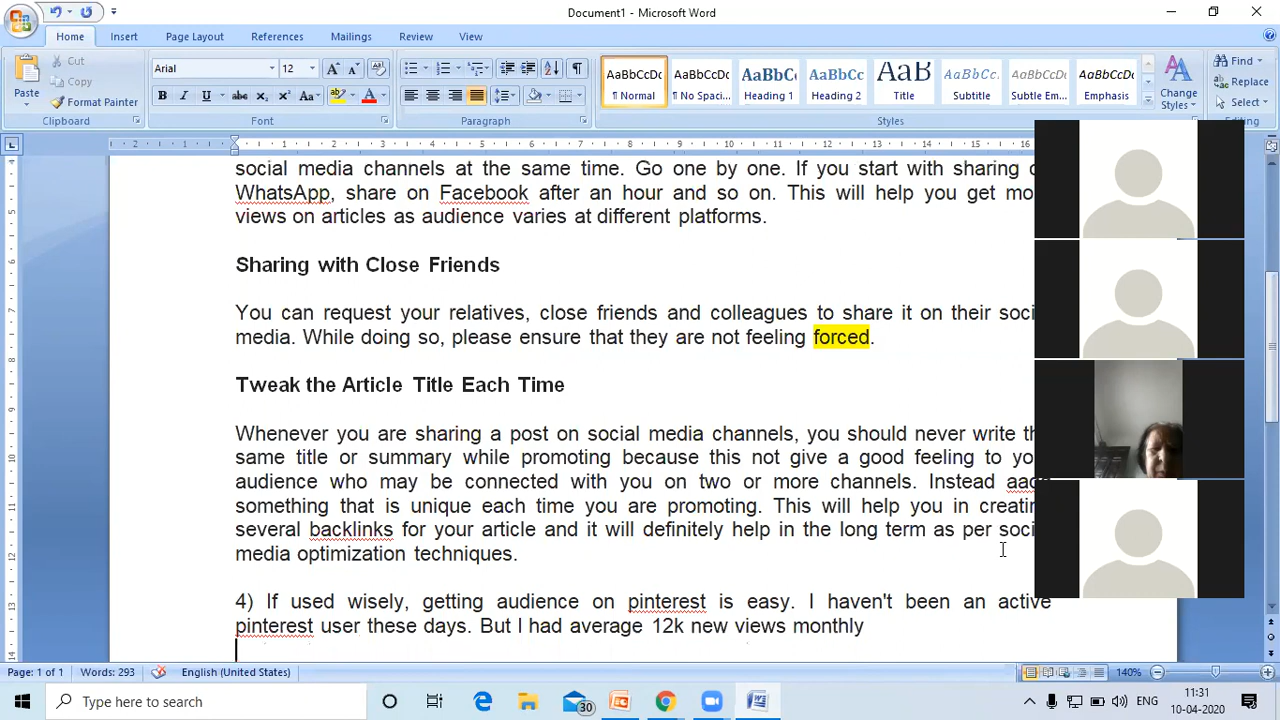 Document1 - Microsoft Word
Home Insert Page Layout References Mailings Review View
Paste
Cut
Copy
Format Painter
Clipboard
Arial 12
Font
Paragraph
AaBbCcDc AaBbCcDc AaBbCc AaBbCc AaB AaBbCcL AaBbCcDc AaBbCcDc
¶ Normal ¶ No Spaci... Heading 1 Heading 2 Title Subtitle Subtle Em... Emphasis
Change Styles
Styles
Find
Replace
Select
Editing
social media channels at the same time. Go one by one. If you start with sharing
WhatsApp, share on Facebook after an hour and so on. This will help you get
views on articles as audience varies at different platforms.
Sharing with Close Friends
You can request your relatives, close friends and colleagues to share it on their soci
media. While doing so, please ensure that they are not feeling forced.
Tweak the Article Title Each Time
Whenever you are sharing a post on social media channels, you should never write th
same title or summary while promoting because this not give a good feeling to yo
audience who may be connected with you on two or more channels. Instead
something that is unique each time you are promoting. This will help you in creatin
several backlinks for your article and it will definitely help in the long term as per soci
media optimization techniques.
4) If used wisely, getting audience on pinterest is easy. I haven't been an active
pinterest user these days. But I had average 12k new views monthly
Page: 1 of 1 Words: 293 English (United States) 140%
Type here to search
30
ENG
11:31
10-04-2020